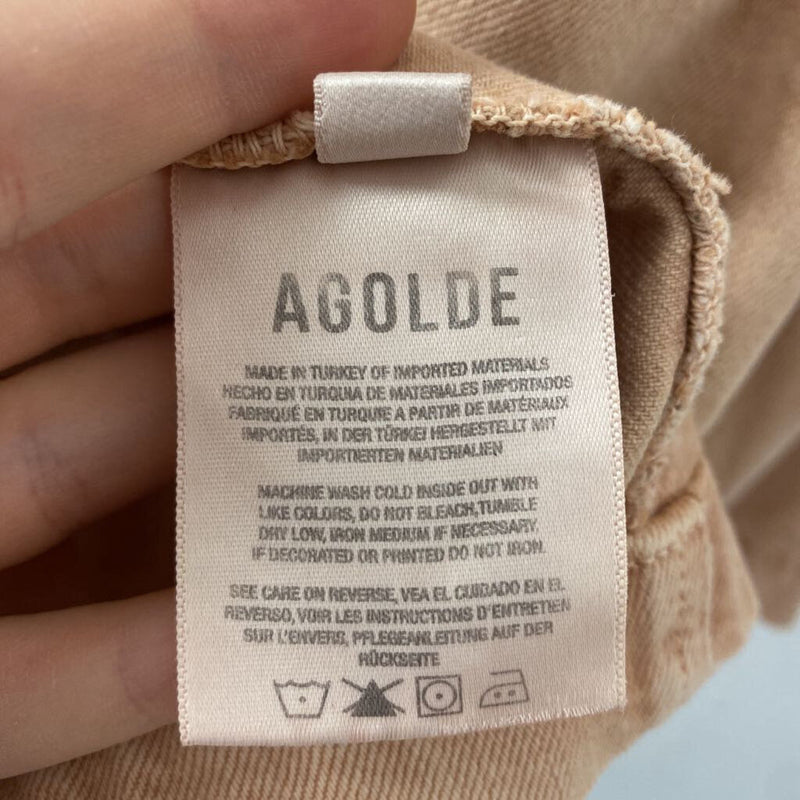 AGOLDE
MADE IN TURKEY OF IMPORTED MATERIALS
HECHO EN TURQUIA DE MATERIALES IMPORTADOS
FABRIQUÉ EN TURQUIE A PARTIR DE MATÉRIAUX
IMPORTÉS, IN DER TÜRKEI HERGESTELLT MIT
IMPORTIERTEN MATERIALIEN
MACHINE WASH COLD INSIDE OUT WITH
LIKE COLORS, DO NOT BLEACH, TUMBLE
DRY LOW, IRON MEDIUM IF NECESSARY.
IF DECORATED OR PRINTED DO NOT IRON.
SEE CARE ON REVERSE, VEA EL CUIDADO EN EL
REVERSO, VOIR LES INSTRUCTIONS D'ENTRETIEN
SUR L'ENVERS, PFLEGEANLEITUNG AUF DER
RÜCKSEITE